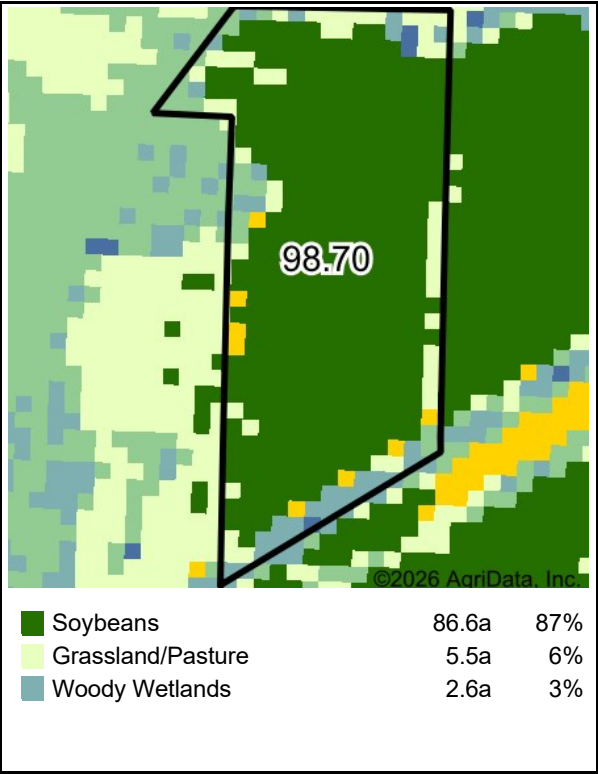 98.70
©2026 AgriData, Inc.
Soybeans 86.6a 87%
Grassland/Pasture 5.5a 6%
Woody Wetlands 2.6a 3%